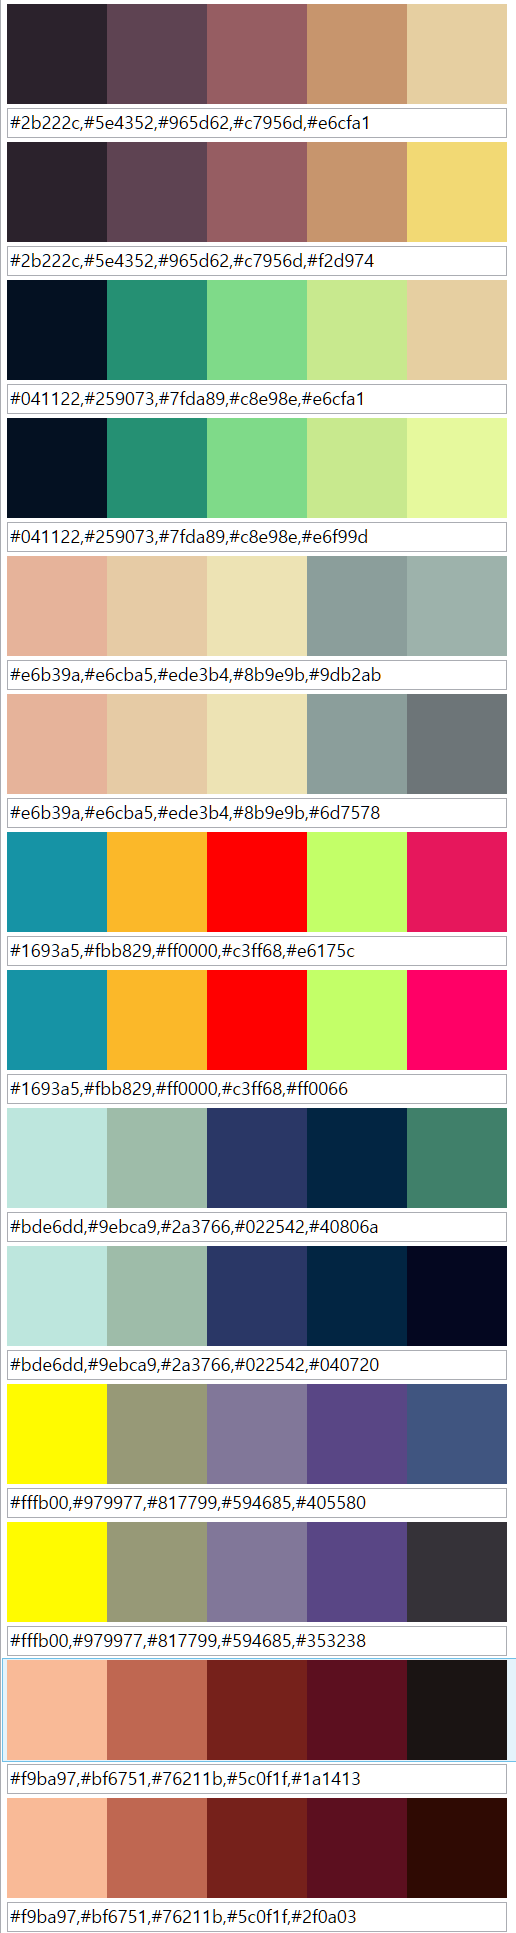 #2b222c,#5e4352,#965d62,#c7956d,#e6cfa1
#2b222c,#5e4352,#965d62,#c7956d,#f2d974
#041122,#259073,#7fda89,#c8e98e,#e6cfa1
#041122,#259073,#7fda89,#c8e98e,#e6f99d
#e6b39a,#e6cba5,#ede3b4,#8b9e9b,#9db2ab
#e6b39a,#e6cba5,#ede3b4,#8b9e9b,#6d7578
#1693a5,#fbb829,#ff0000,#c3ff68,#e6175c
#1693a5,#fbb829,#ff0000,#c3ff68,#ff0066
#bde6dd,#9ebca9,#2a3766,#022542,#40806a
#bde6dd,#9ebca9,#2a3766,#022542,#040720
#fffb00,#979977,#817799,#594685,#405580
#fffb00,#979977,#817799,#594685,#353238
#f9ba97,#bf6751,#76211b,#5c0f1f,#1a1413
#f9ba97,#bf6751,#76211b,#5c0f1f,#2f0a03